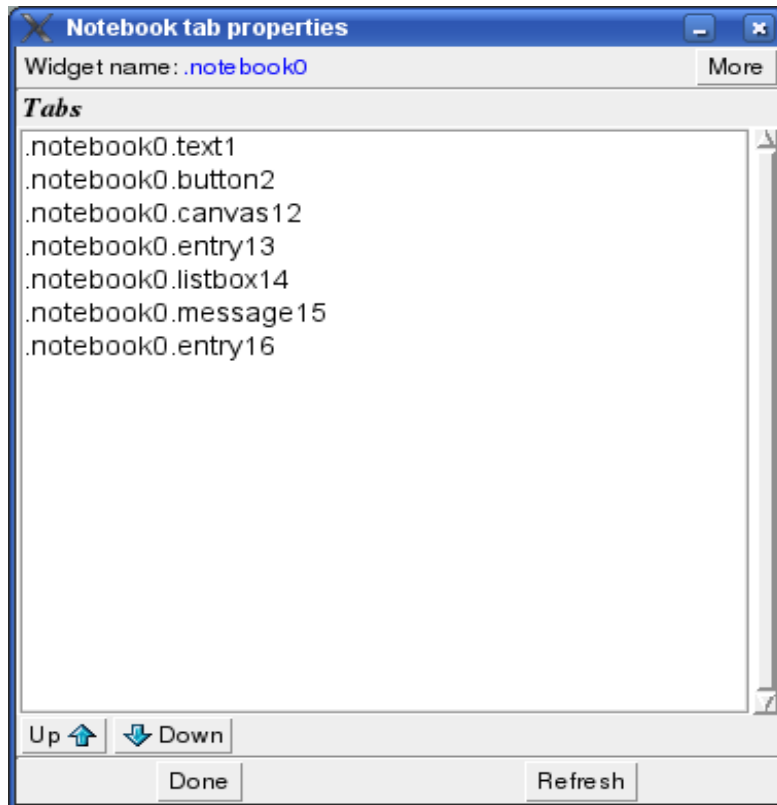 Notebook tab properties
Widget name: .notebook0 More
Tabs
.notebook0.text1
.notebook0.button2
.notebook0.canvas12
.notebook0.entry13
.notebook0.listbox14
.notebook0.message15
.notebook0.entry16
Up Down
Done Refresh